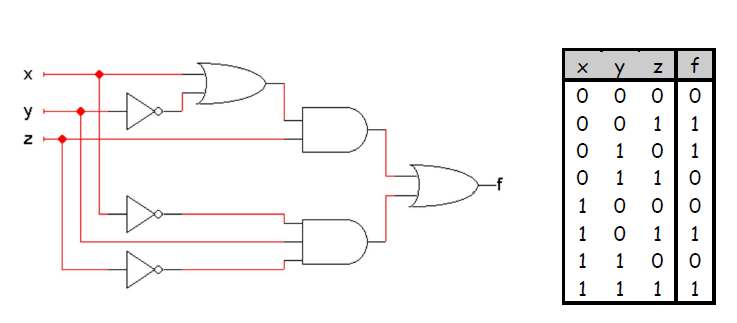 x
y
z
f
x y z f
0 0 0 0
0 0 1 1
0 1 0 1
0 1 1 0
1 0 0 0
1 0 1 1
1 1 0 0
1 1 1 1